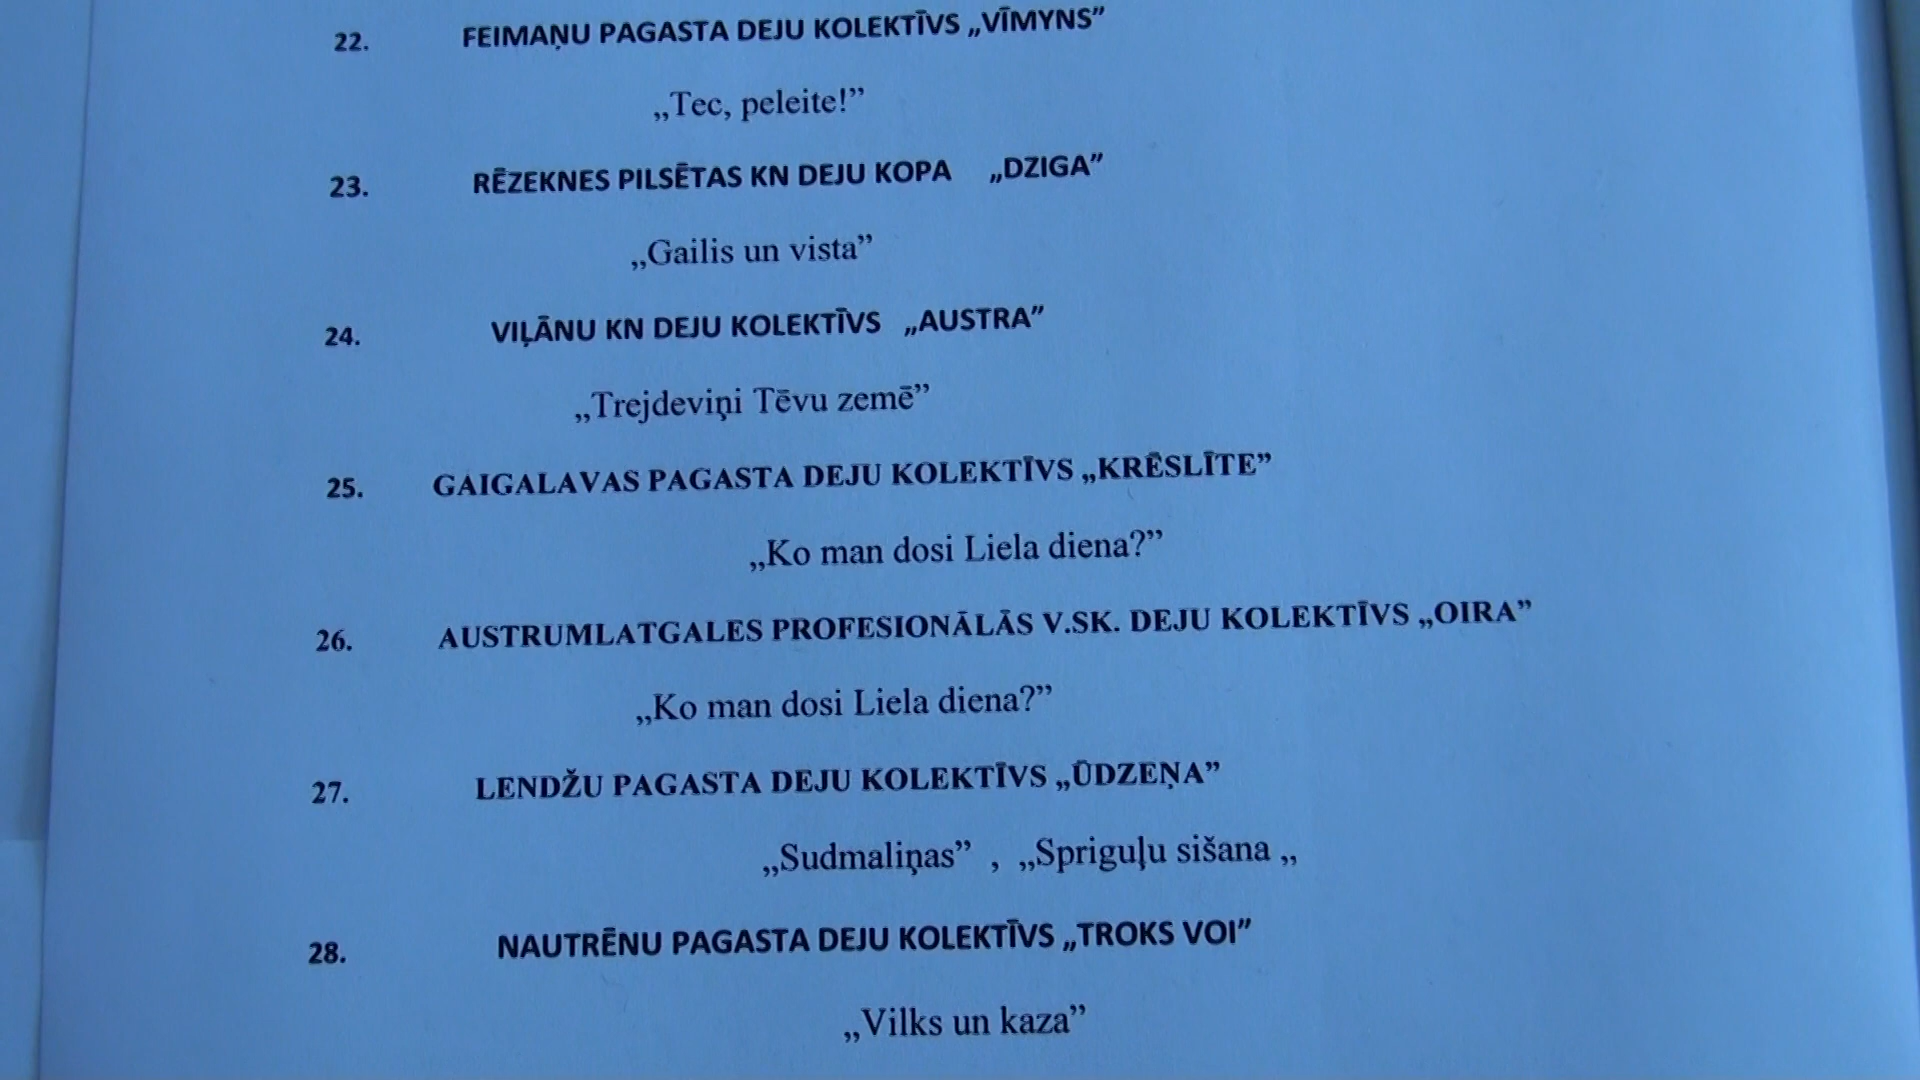 22. FEIMAŅU PAGASTA DEJU KOLEKTĪVS „VĪMYNS”
„Tec, peleite!”
23. RĒZEKNES PILSĒTAS KN DEJU KOPA „DZIGA”
„Gailis un vista”
24. VIĻĀNU KN DEJU KOLEKTĪVS „AUSTRA”
„Trejdeviņi Tēvu zemē”
25. GAIGALAVAS PAGASTA DEJU KOLEKTĪVS „KRĒSLĪTE”
„Ko man dosi Liela diena?”
26. AUSTRUMLATGALES PROFESIONĀLĀS V.SK. DEJU KOLEKTĪVS „OIRA”
„Ko man dosi Liela diena?”
27. LENDŽU PAGASTA DEJU KOLEKTĪVS „ŪDZEŅA”
„Sudmaliņas” , „Spriguļu sišana „
28. NAUTRĒNU PAGASTA DEJU KOLEKTĪVS „TROKS VOI”
„Vilks un kaza”